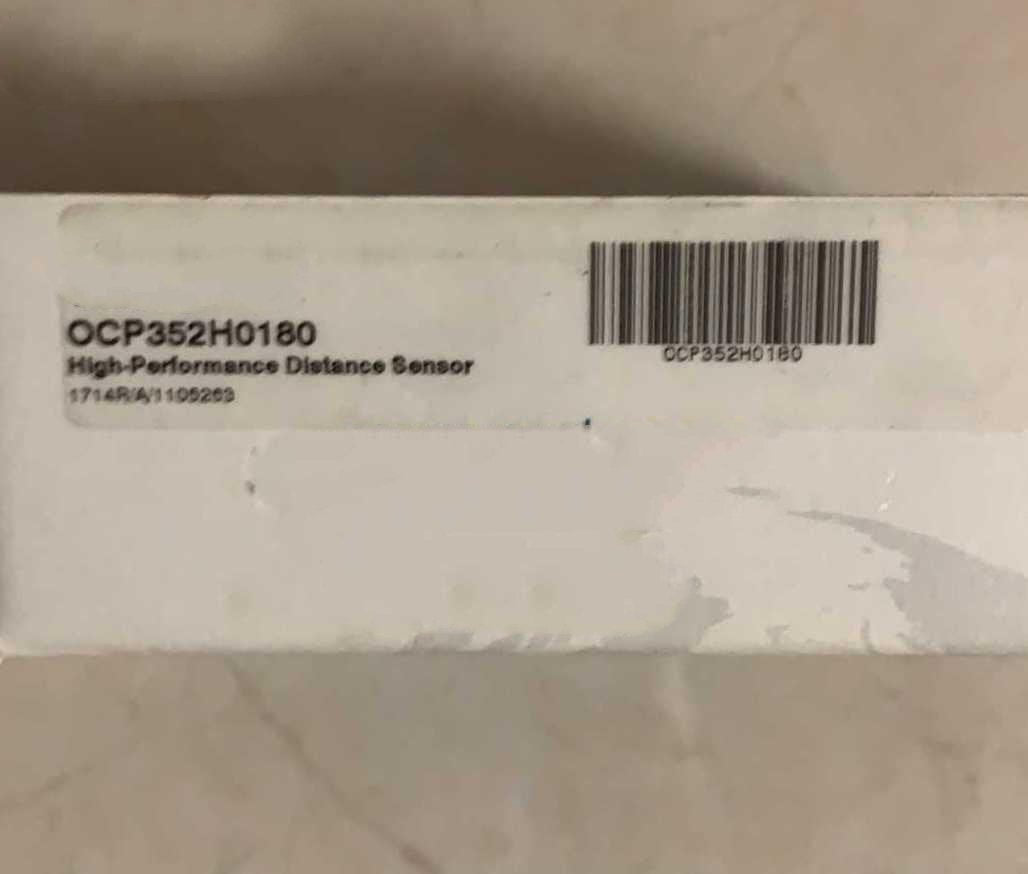 OCP352H0180
High-Performance Distance Sensor
1714R/A/1105263
OCP352H0180